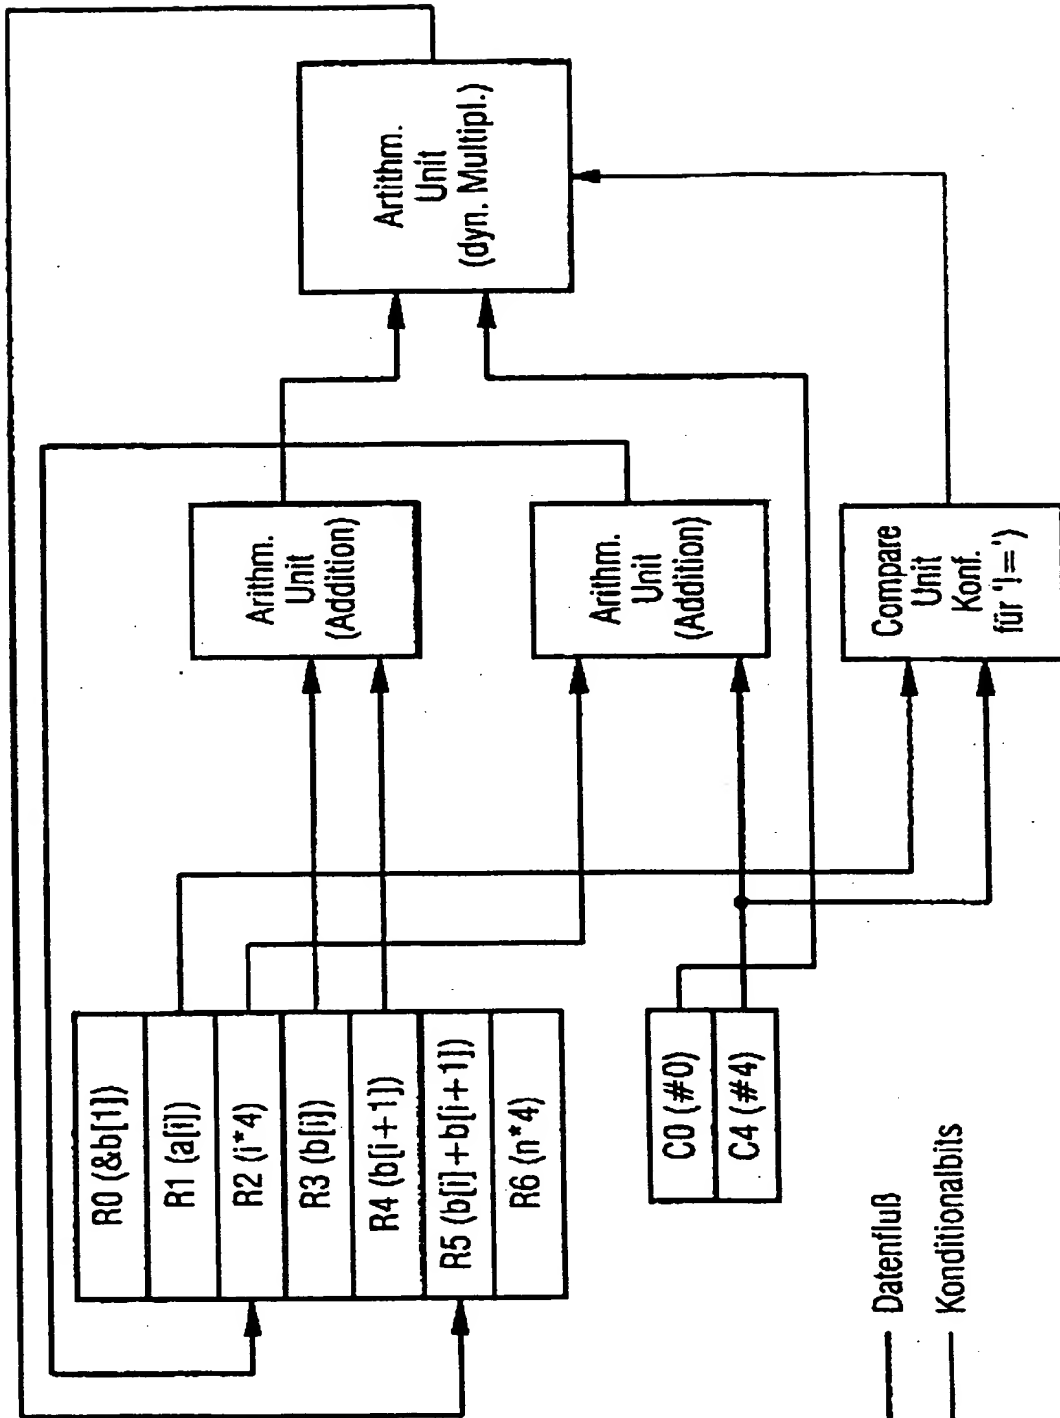 R0 (&b[1])
R1 (a[i])
R2 (i*4)
R3 (b[i])
R4 (b[i+1])
R5 (b[i]+b[i+1])
R6 (n*4)
C0 (#0)
C4 (#4)
Arithm.
Unit
(Addition)
Arithm.
Unit
(Addition)
Compare
Unit
Konf.
für '!=')
Artithm.
Unit
(dyn. Multipl.)
Datenfluß
Konditionalbits